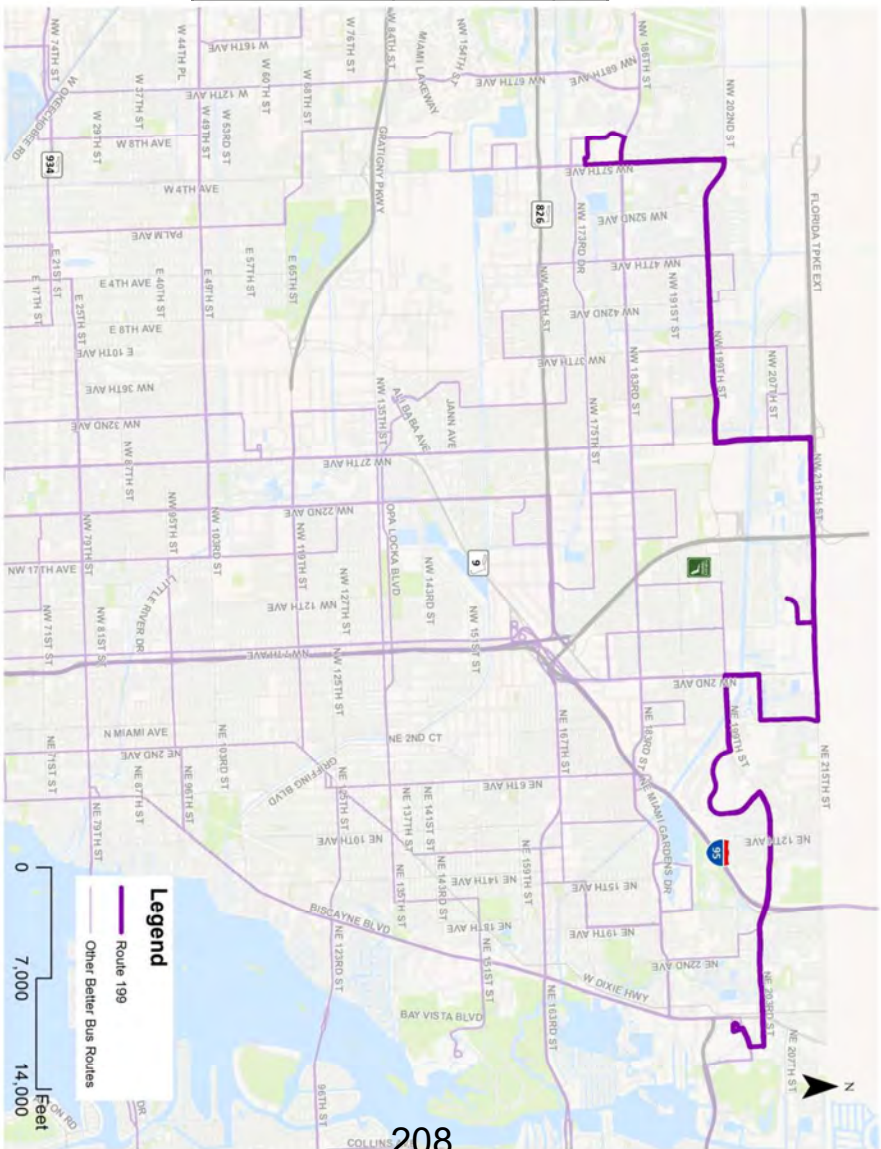 FLORIDA TPKE EXT
NW 215TH ST
NE 215TH ST
N
NW 202ND ST
NW 207TH ST
NE 207TH ST
NE 203RD ST
NW 199TH ST
NE 199TH ST
NE 12TH AVE
95
NW 186TH ST
NW 68TH AVE
NW 57TH AVE
NW 52ND AVE
NW 47TH AVE
NW 191ST ST
NW 42ND AVE
NW 37TH AVE
NW 183RD ST
NW 2ND AVE
NE 183RD ST
NE MIAMI GARDENS DR
NE 15TH AVE
NE 19TH AVE
NE 22ND AVE
W DIXIE HWY
NW 173RD DR
NW 175TH ST
826
NW 167TH ST
NE 167TH ST
NE 163RD ST
NE 159TH ST
NW 154TH ST
NW 67TH AVE
MIAMI LAKEWAY
W 84TH ST
GRATIGNY PKWY
JANN AVE
ALI BABA AVE
9
NW 151ST ST
NE 6TH AVE
NE 14TH AVE
NE 18TH AVE
NE 151ST ST
BAY VISTA BLVD
NW 135TH ST
NW 27TH AVE
OPA LOCKA BLVD
NW 143RD ST
NE 2ND CT
NE 141ST ST
NE 143RD ST
NE 137TH ST
NE 135TH ST
BISCAYNE BLVD
W 76TH ST
W 68TH ST
W 60TH ST
W 16TH AVE
W 12TH AVE
W 53RD ST
W 49TH ST
W 44TH PL
W 37TH ST
W 8TH AVE
W 29TH ST
W OKEECHOBEE RD
NW 74TH ST
934
W 4TH AVE
PALM AVE
E 65TH ST
E 57TH ST
E 49TH ST
E 40TH ST
E 4TH AVE
E 8TH AVE
E 10TH AVE
E 25TH ST
E 21ST ST
E 17TH ST
NW 36TH AVE
NW 32ND AVE
NW 22ND AVE
NW 119TH ST
NW 127TH ST
NW 12TH AVE
NW 7TH AVE
NW 125TH ST
NW 103RD ST
NW 95TH ST
NW 87TH ST
NW 79TH ST
NW 17TH AVE
LITTLE RIVER DR
NW 81ST ST
NW 71ST ST
N MIAMI AVE
NE 2ND AVE
NE 103RD ST
NE 96TH ST
NE 87TH ST
NE 79TH ST
NE 71ST ST
GRIFFING BLVD
NE 125TH ST
NE 10TH AVE
NE 123RD ST
96TH ST
Legend
Route 199
Other Better Bus Routes
0 7,000 14,000
Feet
208